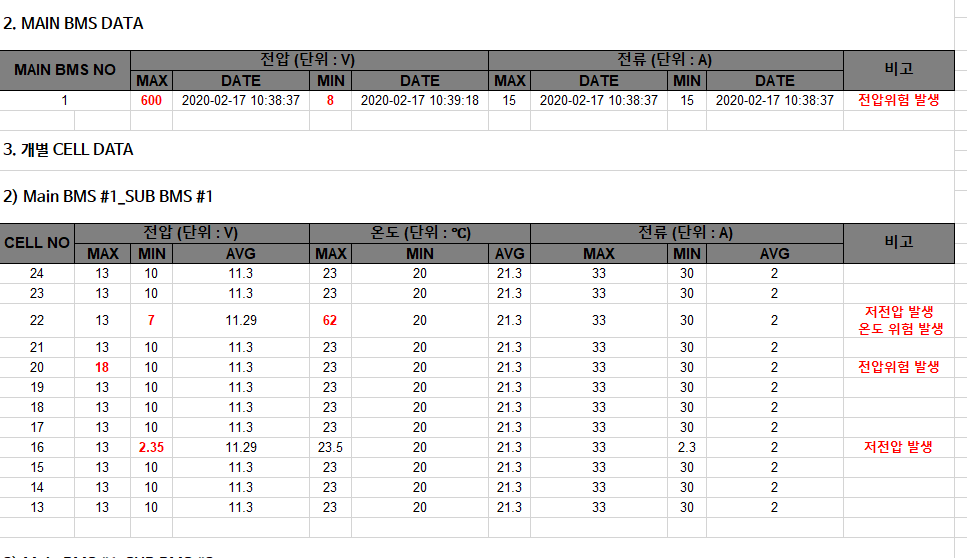 2. MAIN BMS DATA
MAIN BMS NO 전압 (단위 : V) 전류 (단위 : A) 비고
MAX DATE MIN DATE MAX DATE MIN DATE
1 600 2020-02-17 10:38:37 8 2020-02-17 10:39:18 15 2020-02-17 10:38:37 15 2020-02-17 10:38:37 전압위험 발생
3. 개별 CELL DATA
2) Main BMS #1_SUB BMS #1
CELL NO 전압 (단위 : V) 온도 (단위 : ℃) 전류 (단위 : A) 비고
MAX MIN AVG MAX MIN AVG MAX MIN AVG
24 13 10 11.3 23 20 21.3 33 30 2
23 13 10 11.3 23 20 21.3 33 30 2
22 13 7 11.29 62 20 21.3 33 30 2 저전압 발생
온도 위험 발생
21 13 10 11.3 23 20 21.3 33 30 2
20 18 10 11.3 23 20 21.3 33 30 2 전압위험 발생
19 13 10 11.3 23 20 21.3 33 30 2
18 13 10 11.3 23 20 21.3 33 30 2
17 13 10 11.3 23 20 21.3 33 30 2
16 13 2.35 11.29 23.5 20 21.3 33 2.3 2 저전압 발생
15 13 10 11.3 23 20 21.3 33 30 2
14 13 10 11.3 23 20 21.3 33 30 2
13 13 10 11.3 23 20 21.3 33 30 2